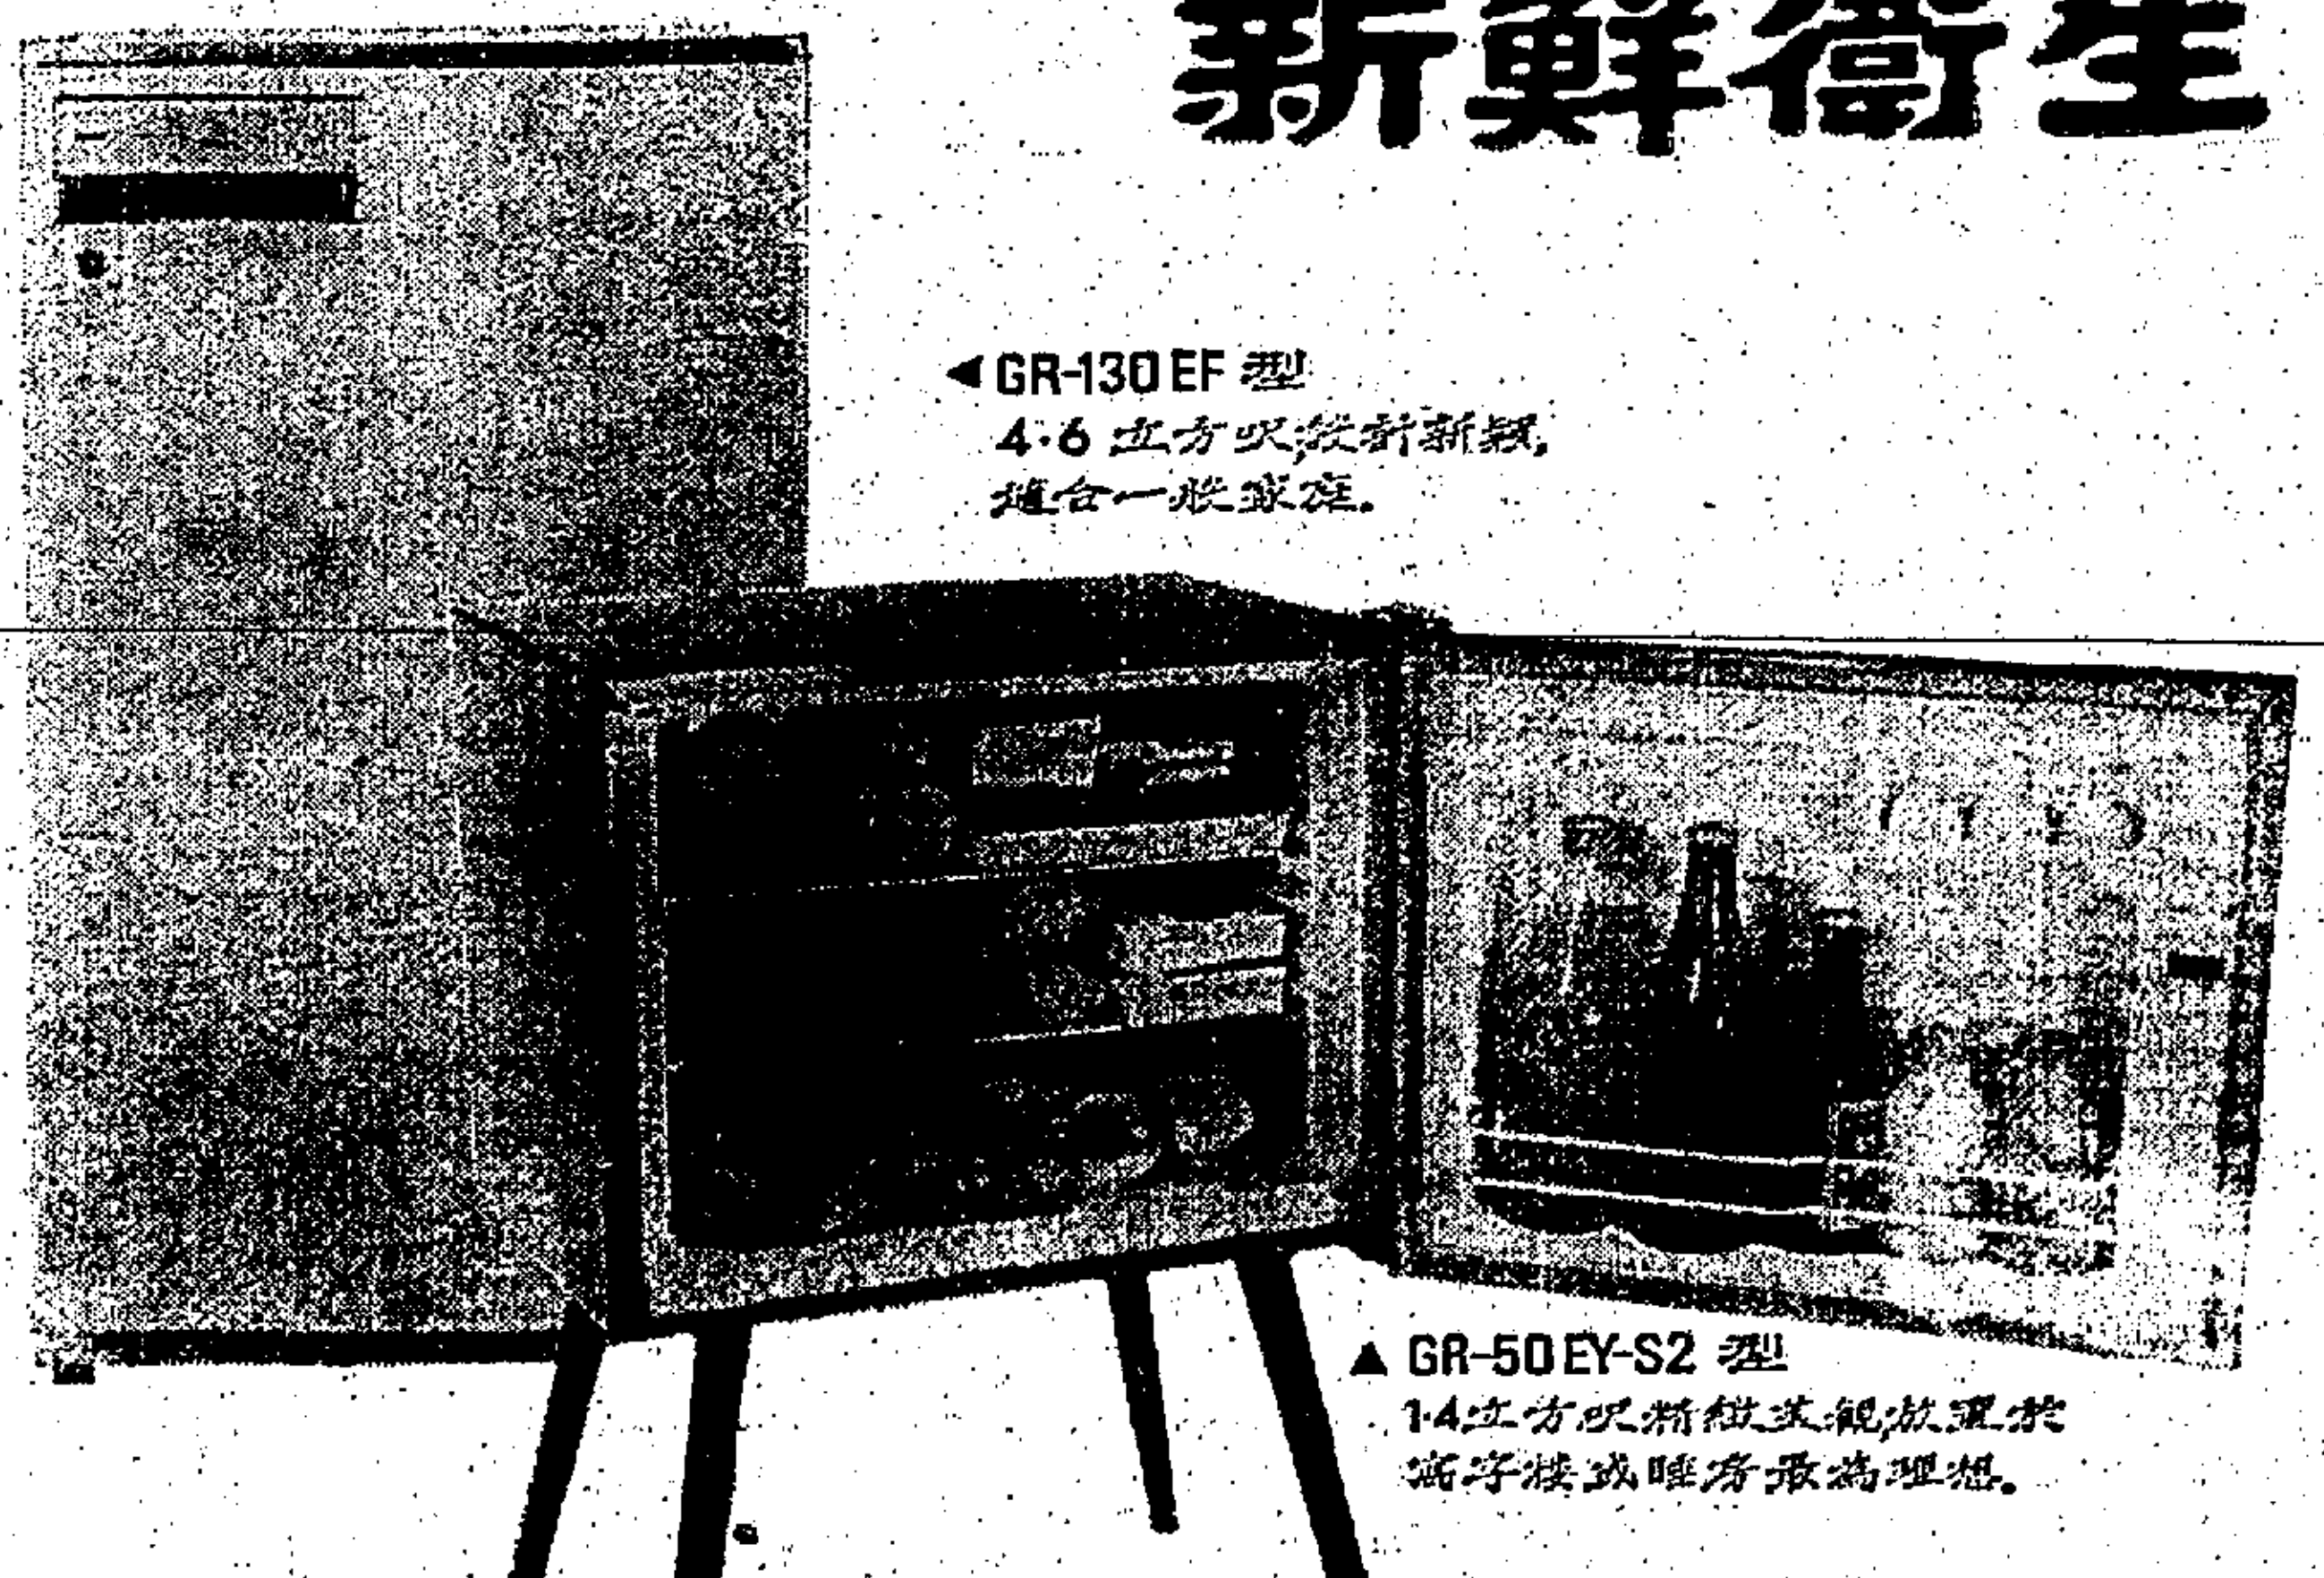 新鮮衛生
◀ GR-130EF 型
4·6 立方呎,設計新穎,
適合一般家庭.
▲ GR-50EY-S2 型
1·4立方呎精緻美觀,放置於
寫字樓或睡房最為理想。